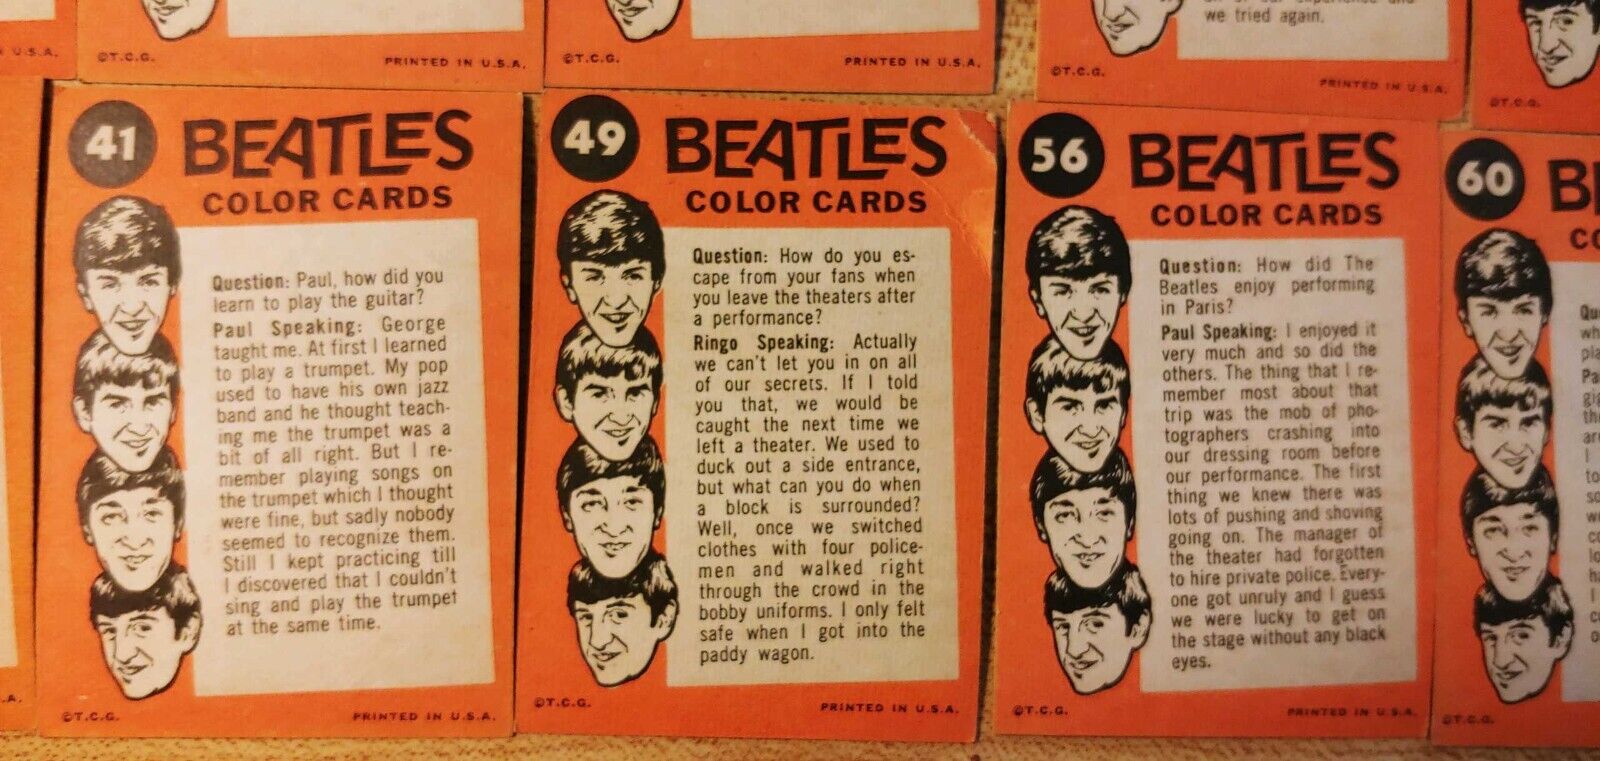 we tried again.
U.S.A.
©T.C.G.
PRINTED IN U.S.A.
©T.C.G.
PRINTED IN U.S.A.
©T.C.G.
PRINTED IN U.S.A.
©T.C.G.
41
BEATLES
COLOR CARDS
Question: Paul, how did you
learn to play the guitar?
Paul Speaking: George
taught me. At first I learned
to play a trumpet. My pop
used to have his own jazz
band and he thought teach-
ing me the trumpet was a
bit of all right. But I re-
member playing songs on
the trumpet which I thought
were fine, but sadly nobody
seemed to recognize them.
Still I kept practicing till
I discovered that I couldn't
sing and play the trumpet
at the same time.
©T.C.G.
PRINTED IN U.S.A.
49
BEATLES
COLOR CARDS
Question: How do you es-
cape from your fans when
you leave the theaters after
a performance?
Ringo Speaking: Actually
we can't let you in on all
of our secrets. If I told
you that, we would be
caught the next time we
left a theater. We used to
duck out a side entrance,
but what can you do when
a block is surrounded?
Well, once we switched
clothes with four police-
men and walked right
through the crowd in the
bobby uniforms. I only felt
safe when I got into the
paddy wagon.
©T.C.G.
PRINTED IN U.S.A.
56
BEATLES
COLOR CARDS
Question: How did The
Beatles enjoy performing
in Paris?
Paul Speaking: I enjoyed it
very much and so did the
others. The thing that I re-
member most about that
trip was the mob of pho-
tographers crashing into
our dressing room before
our performance. The first
thing we knew there was
lots of pushing and shoving
going on. The manager of
the theater had forgotten
to hire private police. Every-
one got unruly and I guess
we were lucky to get on
the stage without any black
eyes.
©T.C.G.
PRINTED IN U.S.A.
60
©T.C.G.